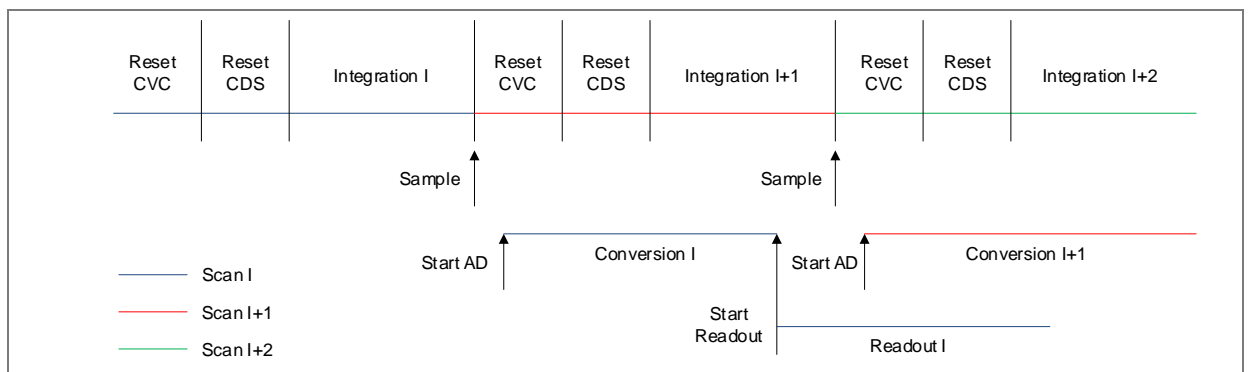 Reset
CVC
Reset
CDS
Integration I
Reset
CVC
Reset
CDS
Integration I+1
Reset
CVC
Reset
CDS
Integration I+2
Sample
Sample
Start AD
Conversion I
Start AD
Conversion I+1
Scan I
Scan I+1
Scan I+2
Start
Readout
Readout I